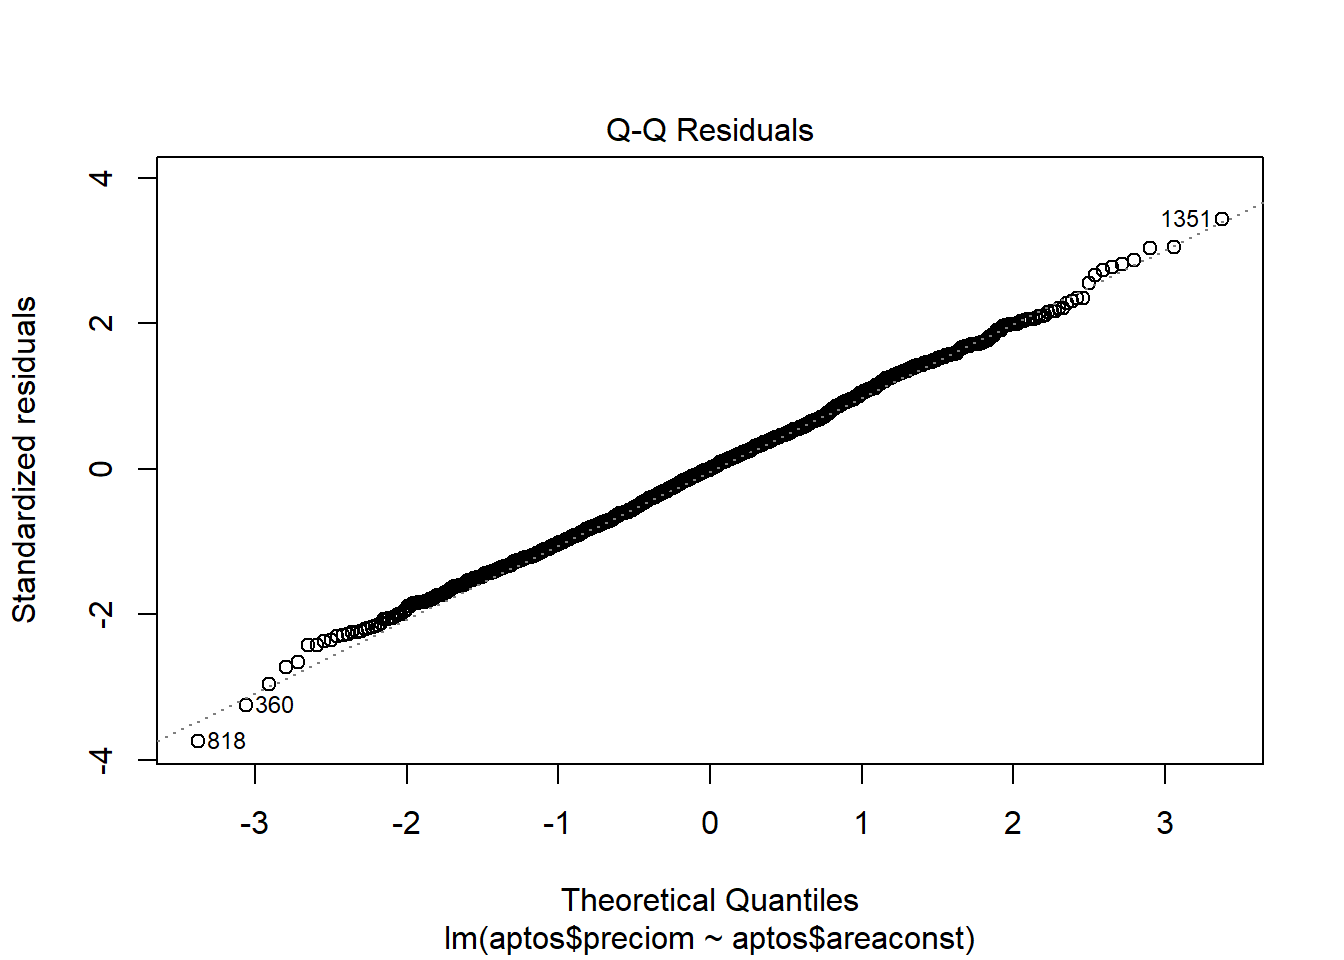 Q-Q Residuals
Standardized residuals
4
2
0
-2
-4
1351
360
818
-3 -2 -1 0 1 2 3
Theoretical Quantiles
lm(aptos$preciom ~ aptos$areaconst)